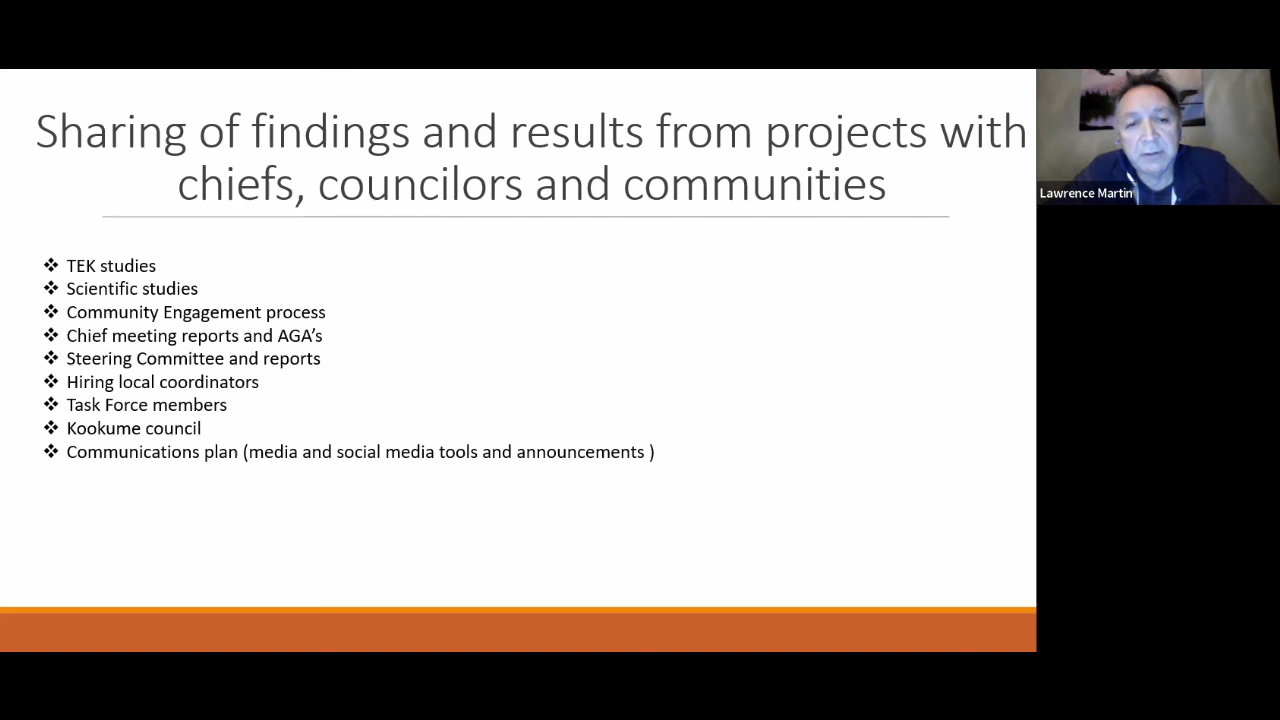 Sharing of findings and results from projects with
chiefs, councilors and communities
❖ TEK studies
❖ Scientific studies
❖ Community Engagement process
❖ Chief meeting reports and AGA’s
❖ Steering Committee and reports
❖ Hiring local coordinators
❖ Task Force members
❖ Kookume council
❖ Communications plan (media and social media tools and announcements )
Lawrence Martin